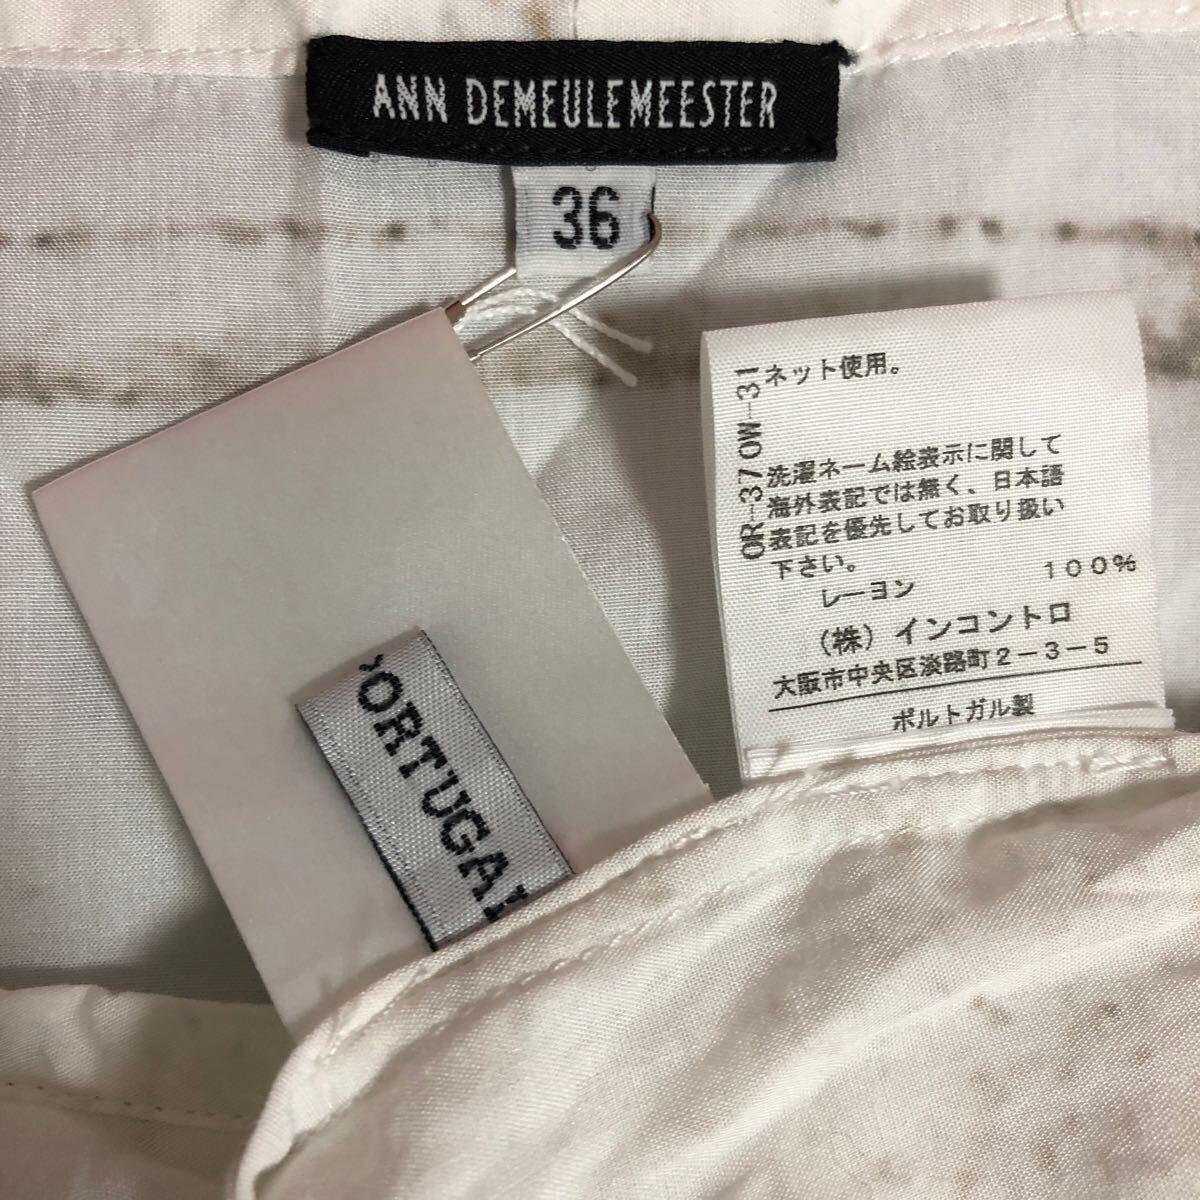 ANN DEMEULEMEESTER
36
OR-370W-31
ネット使用。
洗濯ネーム絵表示に関して
海外表記では無く、日本語
表記を優先してお取り扱い
下さい。
レーヨン 100%
(株)インコントロ
大阪市中央区淡路町2-3-5
ポルトガル製
PORTUGAL